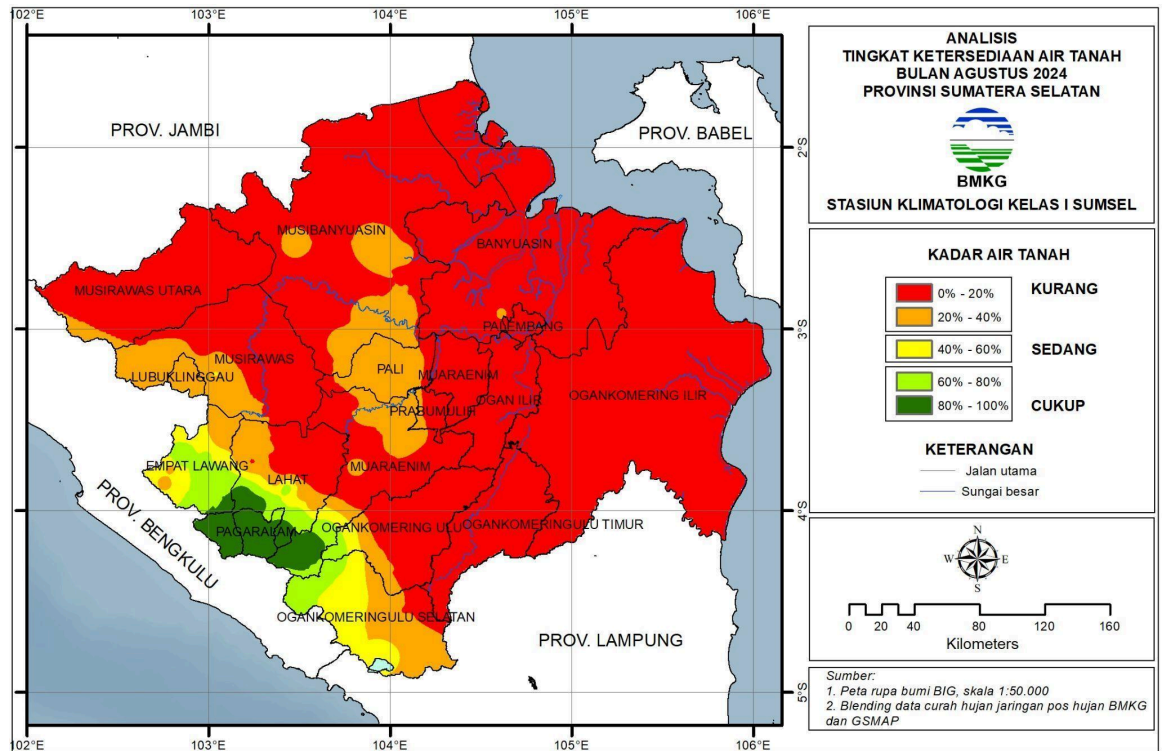 102°E
103°E
104°E
105°E
106°E
2°S
3°S
4°S
5°S
102°E
103°E
104°E
105°E
106°E
PROV. JAMBI
PROV. BABEL
PROV. BENGKULU
PROV. LAMPUNG
MUSIBANYUASIN
BANYUASIN
MUSIRAWAS UTARA
PALEMBANG
MUSIRAWAS
LUBUKLINGGAU
PALI
MUARAENIM
OGAN ILIR
OGANKOMERING ILIR
PRABUMULIH
EMPAT LAWANG
LAHAT
MUARAENIM
PAGARALAM
OGANKOMERING ULU
OGANKOMERINGULU TIMUR
OGANKOMERINGULU SELATAN
ANALISIS
TINGKAT KETERSEDIAAN AIR TANAH
BULAN AGUSTUS 2024
PROVINSI SUMATERA SELATAN
BMKG
STASIUN KLIMATOLOGI KELAS I SUMSEL
KADAR AIR TANAH
0% - 20%
KURANG
20% - 40%
40% - 60%
SEDANG
60% - 80%
80% - 100%
CUKUP
KETERANGAN
Jalan utama
Sungai besar
N
W
E
S
0 20 40 80 120 160
Kilometers
Sumber:
1. Peta rupa bumi BIG, skala 1:50.000
2. Blending data curah hujan jaringan pos hujan BMKG
dan GSMAP